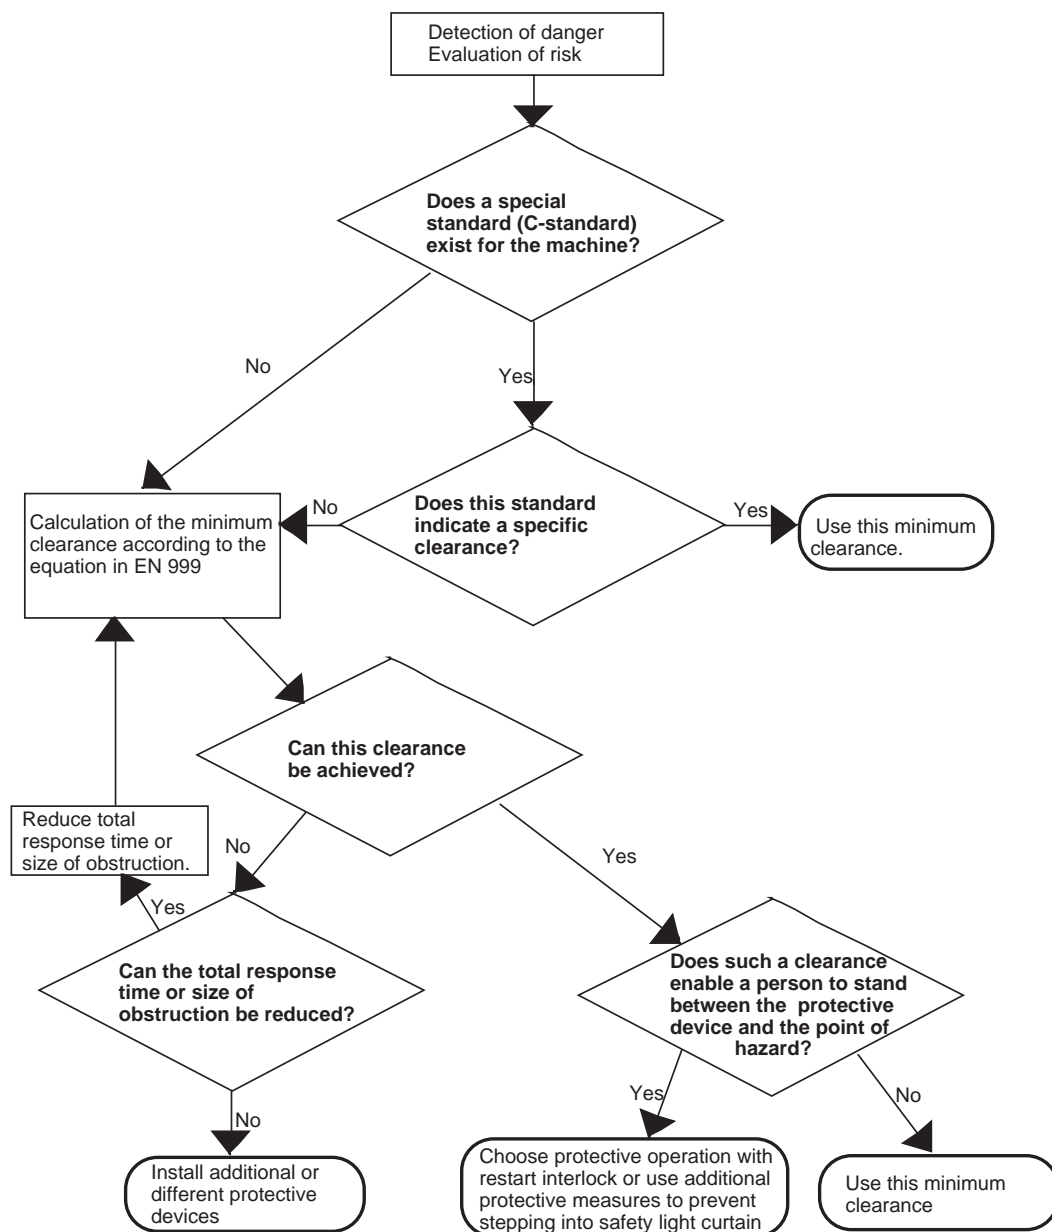 Detection of danger
Evaluation of risk
Does a special
standard (C-standard)
exist for the machine?
No
Yes
Does this standard
indicate a specific
clearance?
No
Yes
Use this minimum
clearance.
Calculation of the minimum
clearance according to the
equation in EN 999
Can this clearance
be achieved?
Reduce total
response time or
size of obstruction.
No
Yes
Yes
Can the total response
time or size of
obstruction be reduced?
Does such a clearance
enable a person to stand
between the protective
device and the point of
hazard?
No
Yes
No
Install additional or
different protective
devices
Choose protective operation with
restart interlock or use additional
protective measures to prevent
stepping into safety light curtain
Use this minimum
clearance